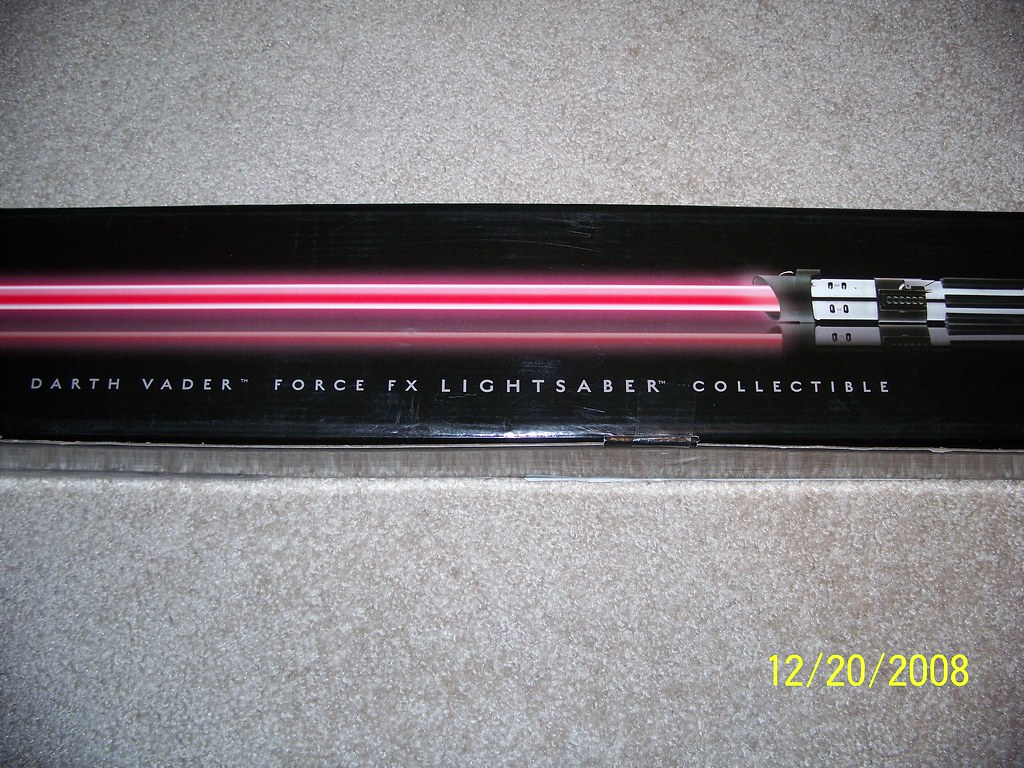 DARTH VADER™ FORCE FX LIGHTSABER™ COLLECTIBLE
12/20/2008